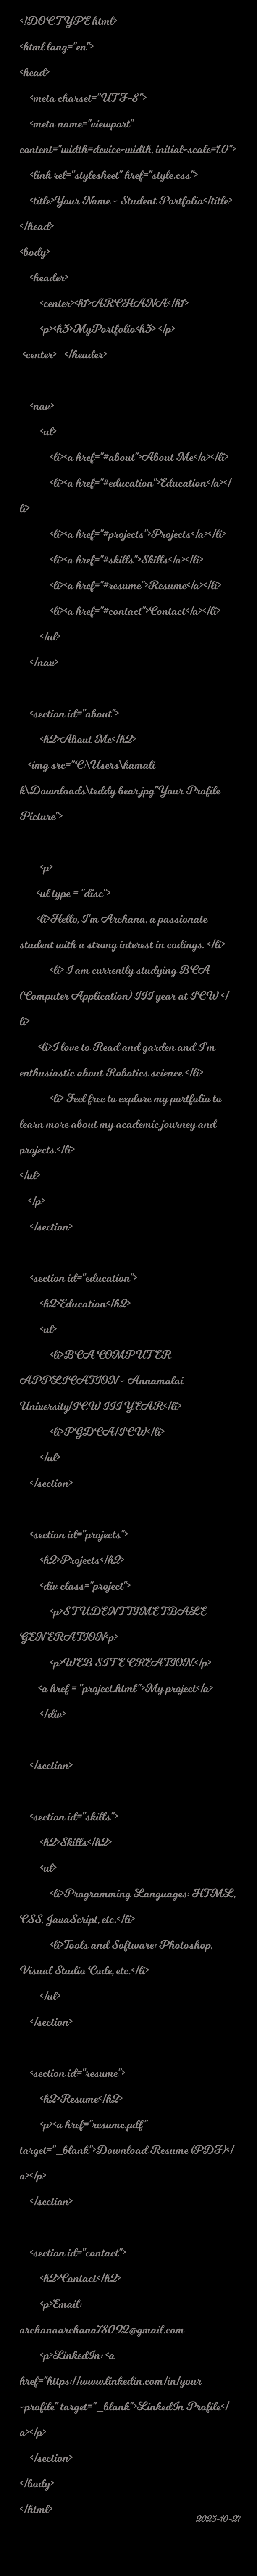 <!DOCTYPE html>
<html lang="en">
<head>
<meta charset="UTF-8">
<meta name="viewport"
content="width=device-width, initial-scale=1.0">
<link rel="stylesheet" href="style.css">
<title>Your Name - Student Portfolio</title>
</head>
<body>
<header>
<center><h1>ARCHANA</h1>
<p><h3>MyPortfolio<h3> </p>
<center> </header>
<nav>
<ul>
<li><a href="#about">About Me</a></li>
<li><a href="#education">Education</a></
li>
<li><a href="#projects">Projects</a></li>
<li><a href="#skills">Skills</a></li>
<li><a href="#resume">Resume</a></li>
<li><a href="#contact">Contact</a></li>
</ul>
</nav>
<section id="about">
<h2>About Me</h2>
<img src="C:\Users\kamali
k\Downloads\teddy bear.jpg"Your Profile
Picture">
<p>
<ul type = "disc">
<li>Hello, I'm Archana, a passionate
student with a strong interest in codings. </li>
<li> I am currently studying BCA
(Computer Application) III year at ICW </
li>
<li>I love to Read and garden and I'm
enthusiastic about Robotics science </li>
<li> Feel free to explore my portfolio to
learn more about my academic journey and
projects.</li>
</ul>
</p>
</section>
<section id="education">
<h2>Education</h2>
<ul>
<li>BCA COMPUTER
APPLICATION - Annamalai
University/ICW) III YEAR</li>
<li>PGDCA/ICW</li>
</ul>
</section>
<section id="projects">
<h2>Projects</h2>
<div class="project">
<p>STUDENT TIME TBALE
GENERATION<p>
<p>WEB SITE CREATION.</p>
<a href = "project.html">My project</a>
</div>
</section>
<section id="skills">
<h2>Skills</h2>
<ul>
<li>Programming Languages: HTML,
CSS, JavaScript, etc.</li>
<li>Tools and Software: Photoshop,
Visual Studio Code, etc.</li>
</ul>
</section>
<section id="resume">
<h2>Resume</h2>
<p><a href="resume.pdf"
target="_blank">Download Resume (PDF)</
a></p>
</section>
<section id="contact">
<h2>Contact</h2>
<p>Email:
archanaarchana78092@gmail.com
<p>LinkedIn: <a
href="https://www.linkedin.com/in/your
-profile" target="_blank">LinkedIn Profile</
a></p>
</section>
</body>
</html>
2023-10-27